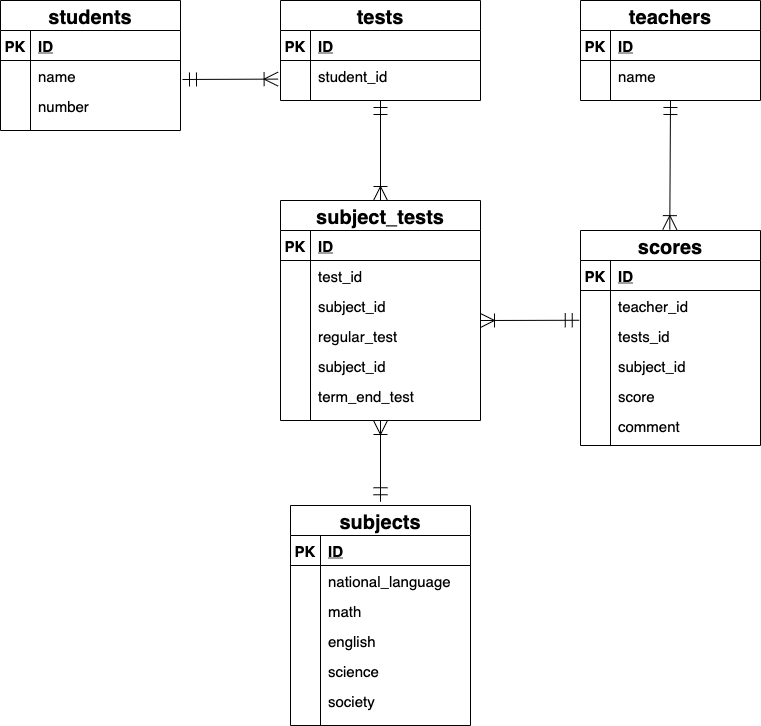 students
PK ID
name
number
tests
PK ID
student_id
teachers
PK ID
name
subject_tests
PK ID
test_id
subject_id
regular_test
subject_id
term_end_test
scores
PK ID
teacher_id
tests_id
subject_id
score
comment
subjects
PK ID
national_language
math
english
science
society